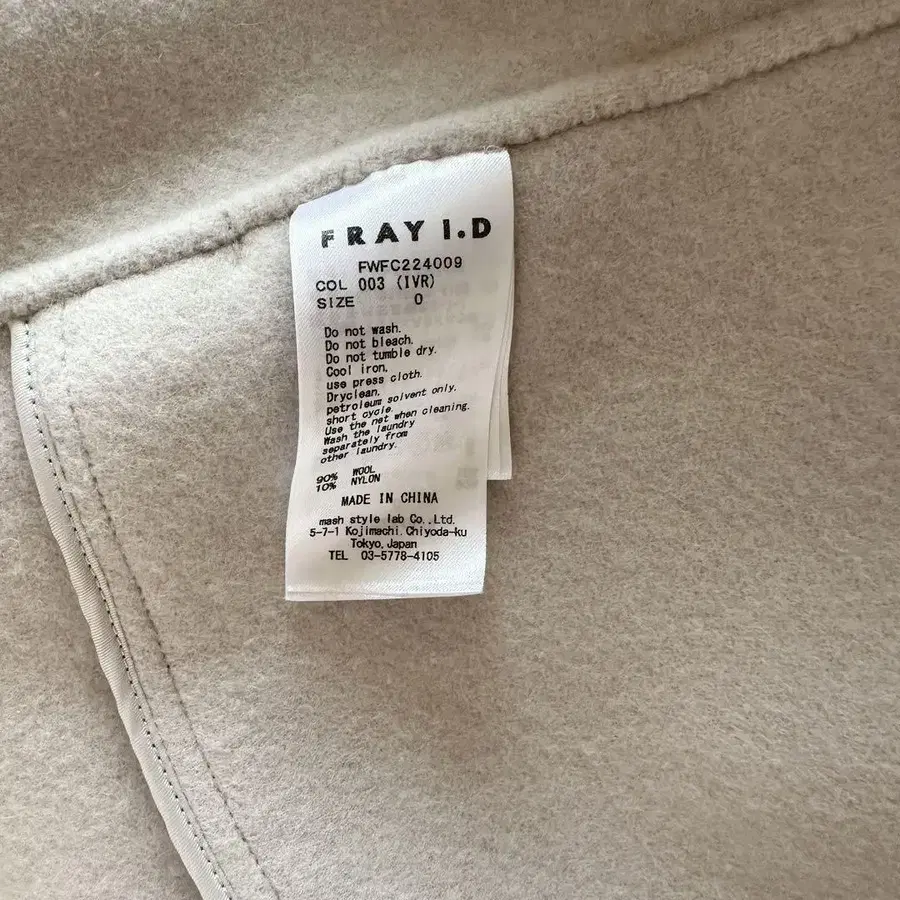 FRAY I.D
FWFC224009
COL 003 (IVR)
SIZE 0
Do not wash.
Do not bleach.
Do not tumble dry.
Cool iron.
use press cloth.
Dryclean.
petroleum solvent only.
short cycle.
Use the net when cleaning.
Wash the laundry
separately from
other laundry.
90% WOOL
10% NYLON
MADE IN CHINA
mash style lab Co.,Ltd.
5-7-1 Kojimachi, Chiyoda-ku
Tokyo, Japan
TEL 03-5778-4105